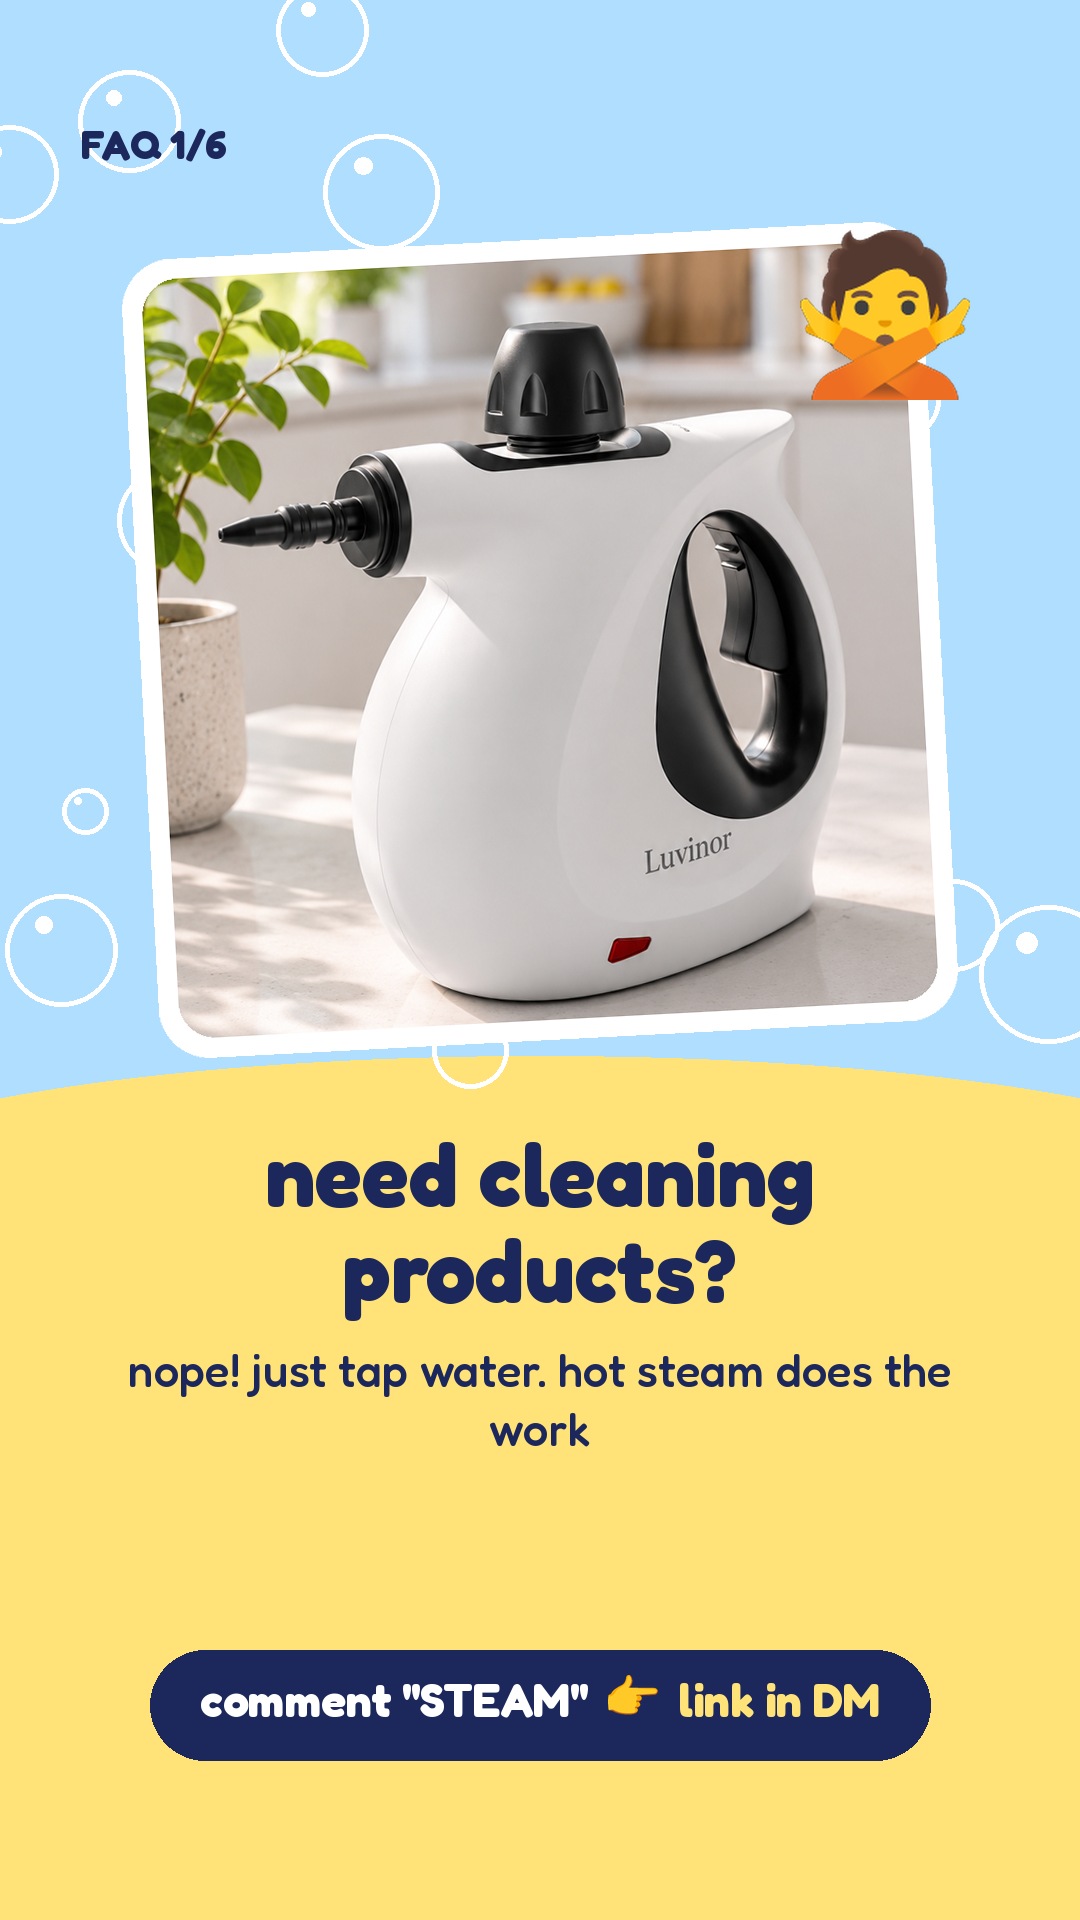 FAQ 1/6
Luvinor
need cleaning
products?
nope! just tap water. hot steam does the
work
comment "STEAM" 👉 link in DM